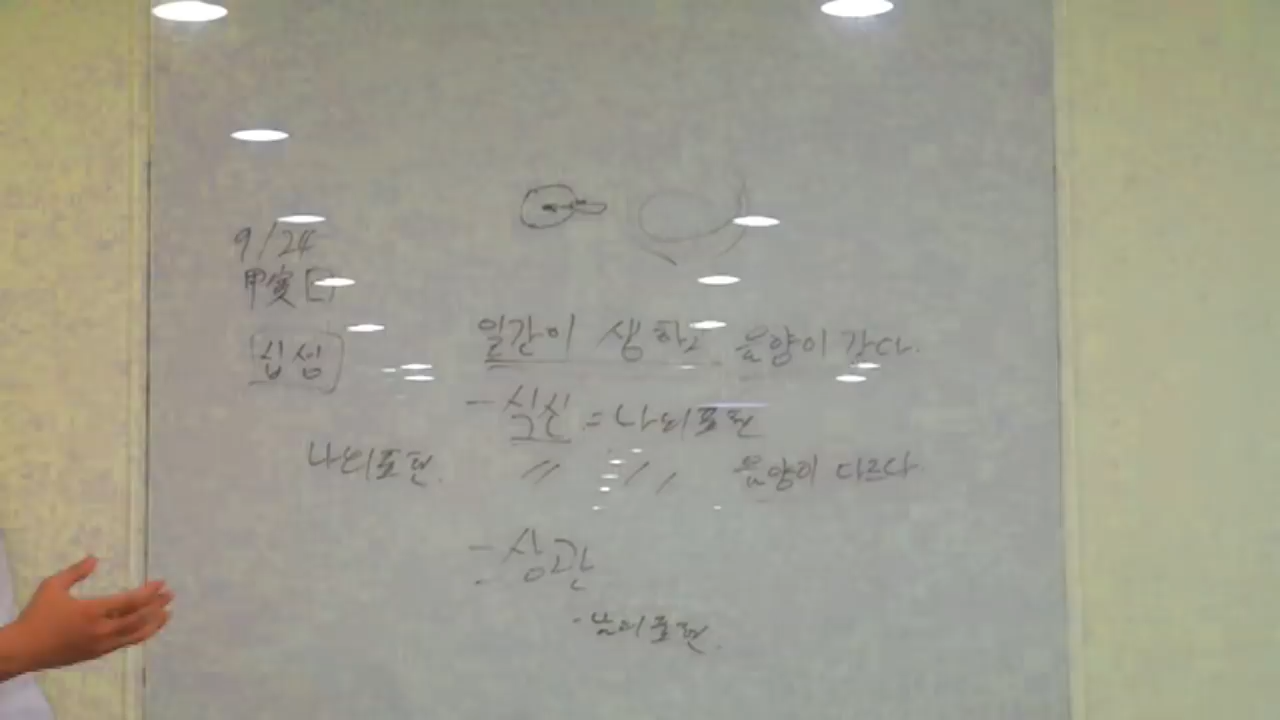 9/24
甲寅日
[십성]
일간이 생하고 음양이 같다.
- 식신 = 나의표현
나의표현. 〃 〃 음양이 다르다
= 상관
- 남의표현.